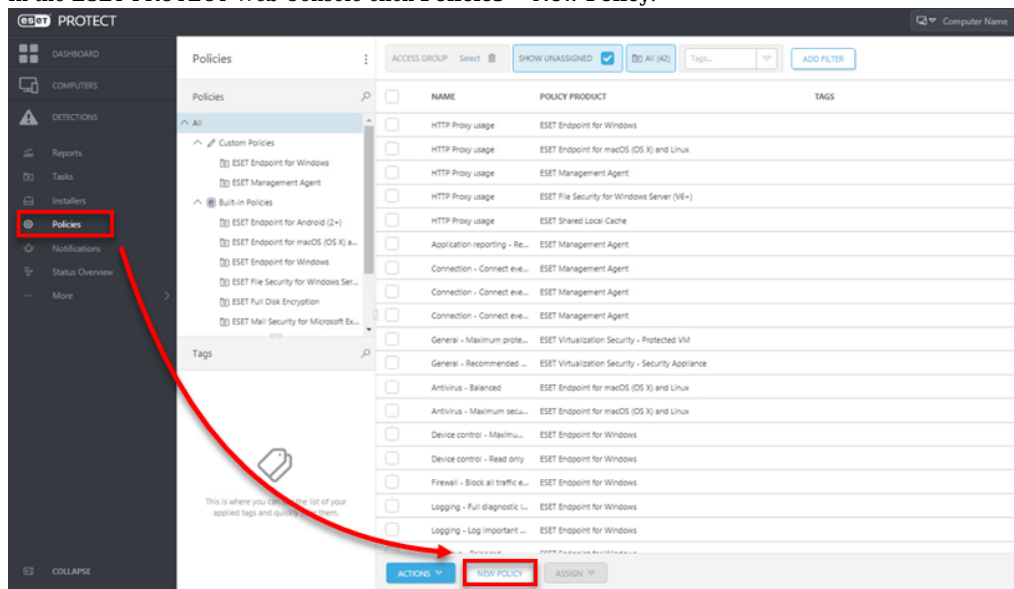 in the ESET PROTECT Web Console click Policies > New Policy.
eset PROTECT
Computer Name
DASHBOARD
COMPUTERS
DETECTIONS
Reports
Tasks
Installers
Policies
Notifications
Status Overview
More
COLLAPSE
Policies
Policies
All
Custom Policies
ESET Endpoint for Windows
ESET Management Agent
Built-in Policies
ESET Endpoint for Android (2+)
ESET Endpoint for macOS (OS X) a...
ESET Endpoint for Windows
ESET File Security for Windows Ser...
ESET Full Disk Encryption
ESET Mail Security for Microsoft Ex...
Tags
This is where you can the list of your
applied tags and quickly them.
ACCESS GROUP Select SHOW UNASSIGNED All (42) Tags... ADD FILTER
NAME POLICY PRODUCT TAGS
HTTP Proxy usage ESET Endpoint for Windows
HTTP Proxy usage ESET Endpoint for macOS (OS X) and Linux
HTTP Proxy usage ESET Management Agent
HTTP Proxy usage ESET File Security for Windows Server (V6+)
HTTP Proxy usage ESET Shared Local Cache
Application reporting - Re... ESET Management Agent
Connection - Connect eve... ESET Management Agent
Connection - Connect eve... ESET Management Agent
Connection - Connect eve... ESET Management Agent
General - Maximum prote... ESET Virtualization Security - Protected VM
General - Recommended ... ESET Virtualization Security - Security Appliance
Antivirus - Balanced ESET Endpoint for macOS (OS X) and Linux
Antivirus - Maximum secu... ESET Endpoint for macOS (OS X) and Linux
Device control - Maximu... ESET Endpoint for Windows
Device control - Read only ESET Endpoint for Windows
Firewall - Block all traffic e... ESET Endpoint for Windows
Logging - Full diagnostic l... ESET Endpoint for Windows
Logging - Log important ... ESET Endpoint for Windows
ACTIONS NEW POLICY ASSIGN